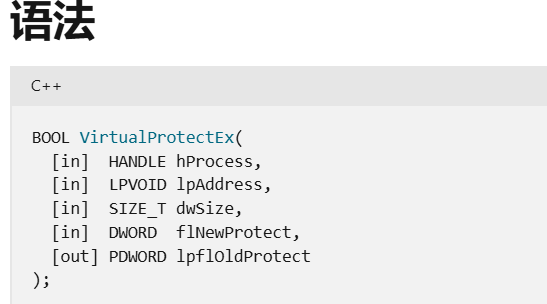 语法
C++
BOOL VirtualProtectEx(
  [in]  HANDLE hProcess,
  [in]  LPVOID lpAddress,
  [in]  SIZE_T dwSize,
  [in]  DWORD  flNewProtect,
  [out] PDWORD lpflOldProtect
);